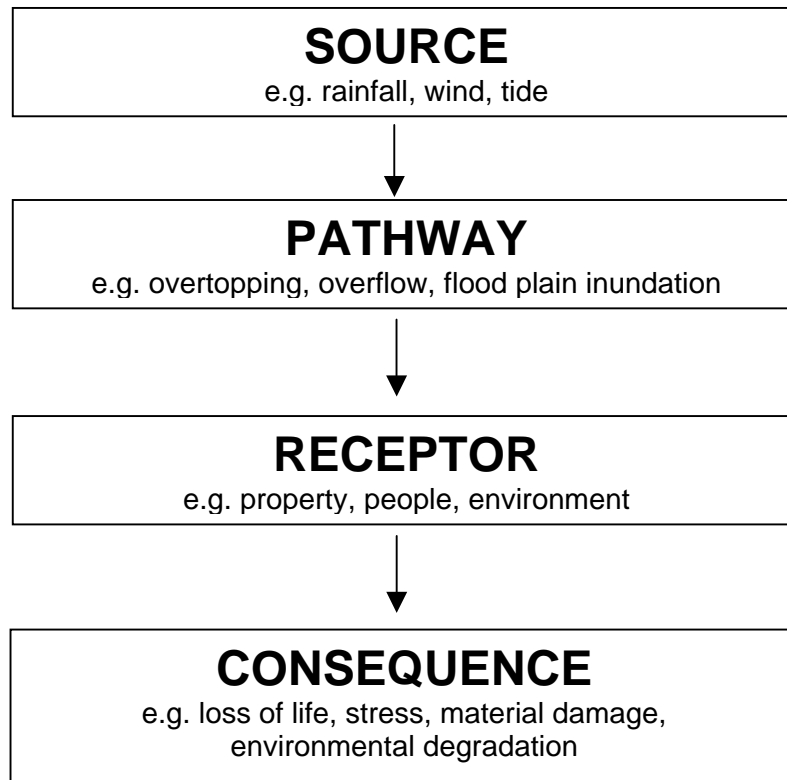 SOURCE
e.g. rainfall, wind, tide
PATHWAY
e.g. overtopping, overflow, flood plain inundation
RECEPTOR
e.g. property, people, environment
CONSEQUENCE
e.g. loss of life, stress, material damage,
environmental degradation